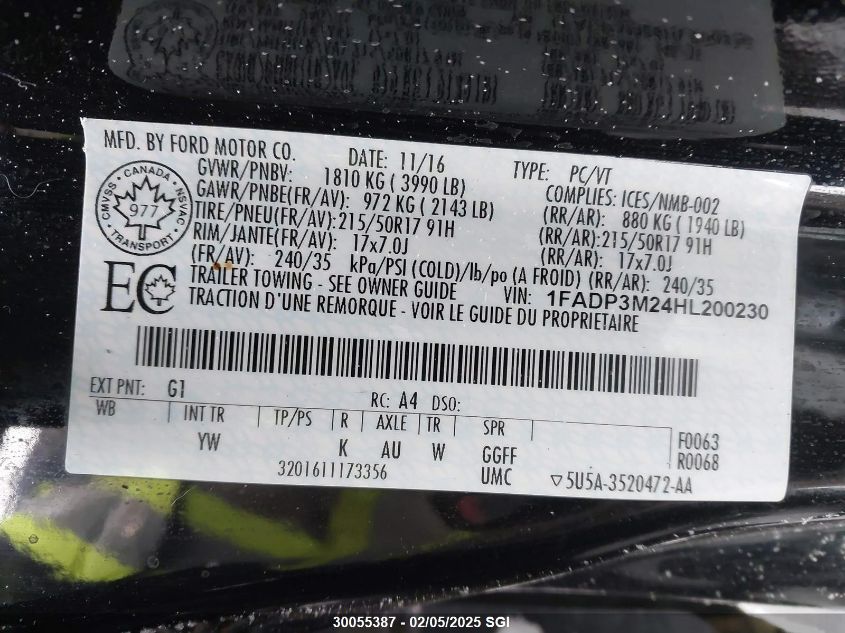 MFD. BY FORD MOTOR CO. DATE: 11/16 TYPE: PC/VT
GVWR/PNBV: 1810 KG ( 3990 LB) COMPLIES: ICES/NMB-002
GAWR/PNBE(FR/AV): 972 KG ( 2143 LB) (RR/AR): 880 KG ( 1940 LB)
TIRE/PNEU(FR/AV): 215/50R17 91H (RR/AR): 215/50R17 91H
RIM/JANTE(FR/AV): 17x7.0J (RR/AR): 17x7.0J
(FR/AV): 240/35 kPa/PSI (COLD)/lb/po (A FROID) (RR/AR): 240/35
TRAILER TOWING - SEE OWNER GUIDE VIN: 1FADP3M24HL200230
TRACTION D'UNE REMORQUE - VOIR LE GUIDE DU PROPRIETAIRE
CANADA
CMVSS 977 NSVAC
TRANSPORT
EC
EXT PNT: G1 RC: A4 DSO:
WB INT TR TP/PS R AXLE TR SPR
YW K AU W GGFF F0063
3201611173356 UMC R0068
▽5U5A-3520472-AA
30055387 - 02/05/2025 SGI